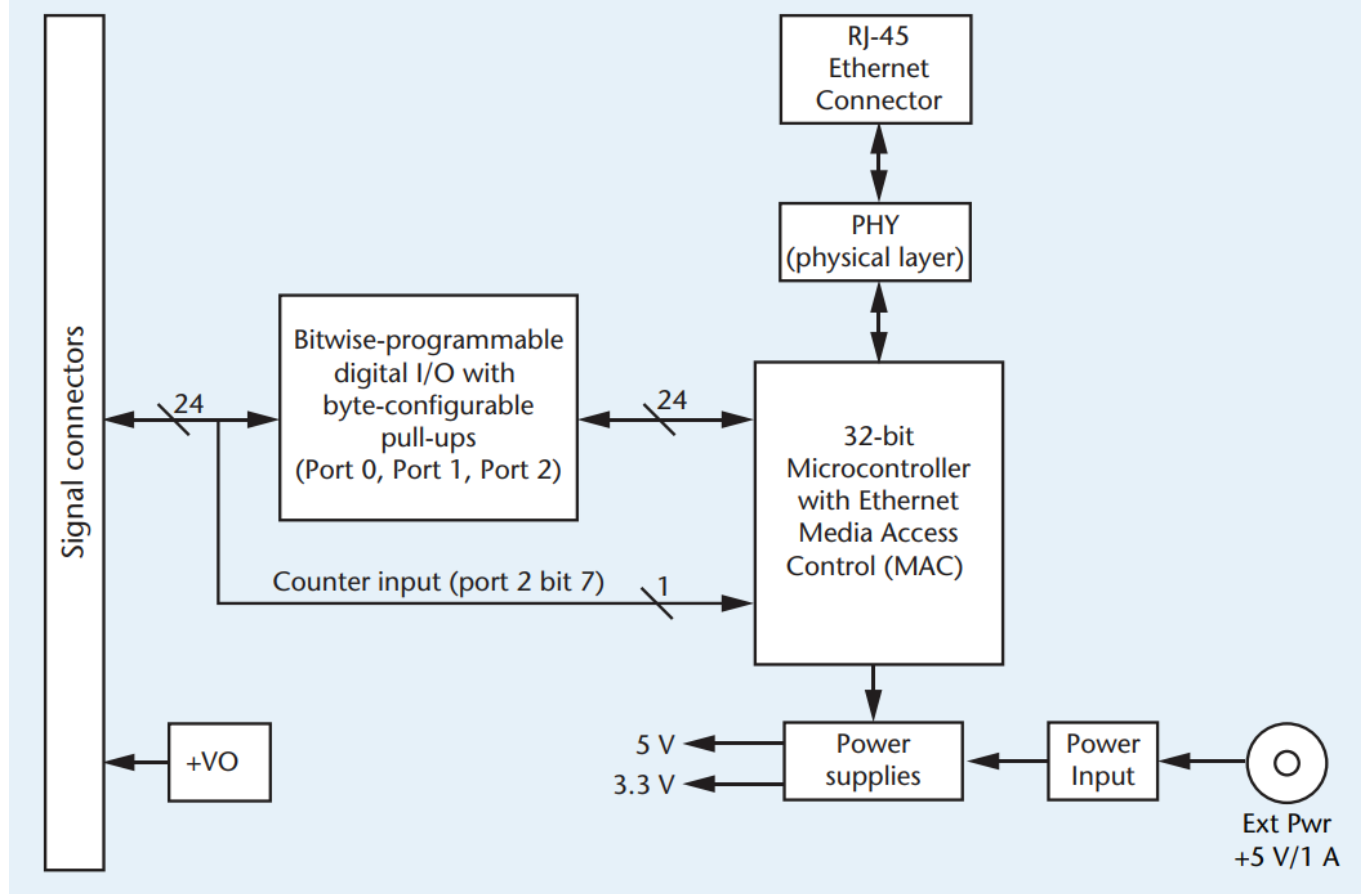 RJ-45
Ethernet
Connector
PHY
(physical layer)
Signal connectors
24
Bitwise-programmable
digital I/O with
byte-configurable
pull-ups
(Port 0, Port 1, Port 2)
24
32-bit
Microcontroller
with Ethernet
Media Access
Control (MAC)
Counter input (port 2 bit 7)
1
+VO
5 V
3.3 V
Power
supplies
Power
Input
Ext Pwr
+5 V/1 A